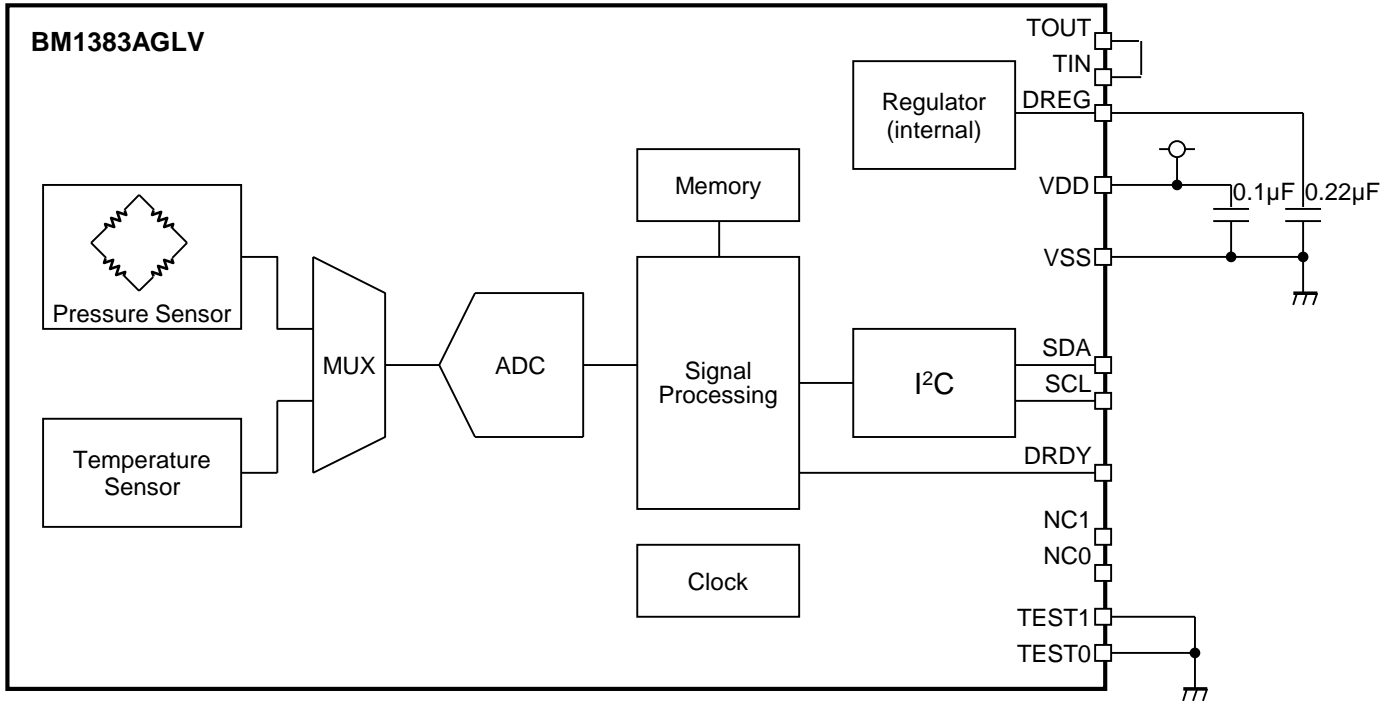 BM1383AGLV
TOUT
TIN
Regulator
(internal)
DREG
Memory
VDD
0.1µF
0.22µF
VSS
Pressure Sensor
MUX
ADC
Signal
Processing
I²C
SDA
SCL
Temperature
Sensor
DRDY
NC1
NC0
Clock
TEST1
TEST0